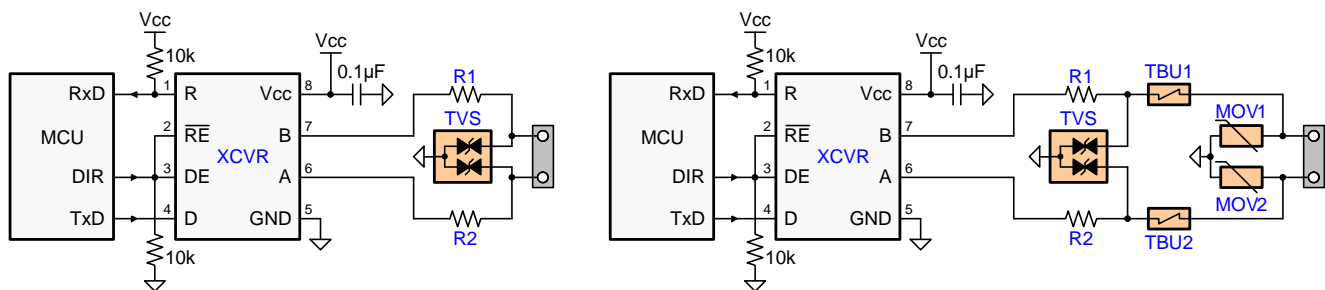 Vcc
10k
Vcc
0.1µF
R1
RxD
1
R
Vcc
8
MCU
2
RE
B
7
TVS
XCVR
DIR
3
DE
A
6
TxD
4
D
GND
5
R2
10k
Vcc
10k
Vcc
0.1µF
R1
TBU1
RxD
1
R
Vcc
8
MOV1
MCU
2
RE
B
7
TVS
XCVR
DIR
3
DE
A
6
MOV2
TxD
4
D
GND
5
R2
TBU2
10k